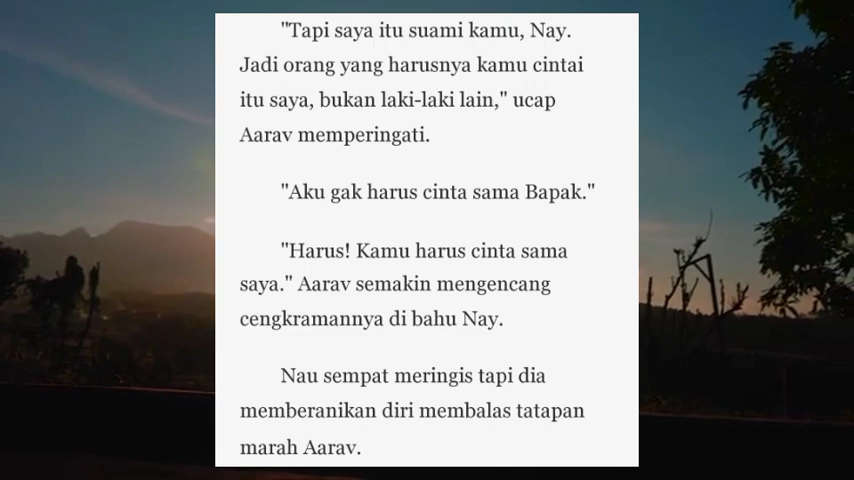 "Tapi saya itu suami kamu, Nay.
Jadi orang yang harusnya kamu cintai
itu saya, bukan laki-laki lain," ucap
Aarav memperingati.
"Aku gak harus cinta sama Bapak."
"Harus! Kamu harus cinta sama
saya." Aarav semakin mengencang
cengkramannya di bahu Nay.
Nau sempat meringis tapi dia
memberanikan diri membalas tatapan
marah Aarav.